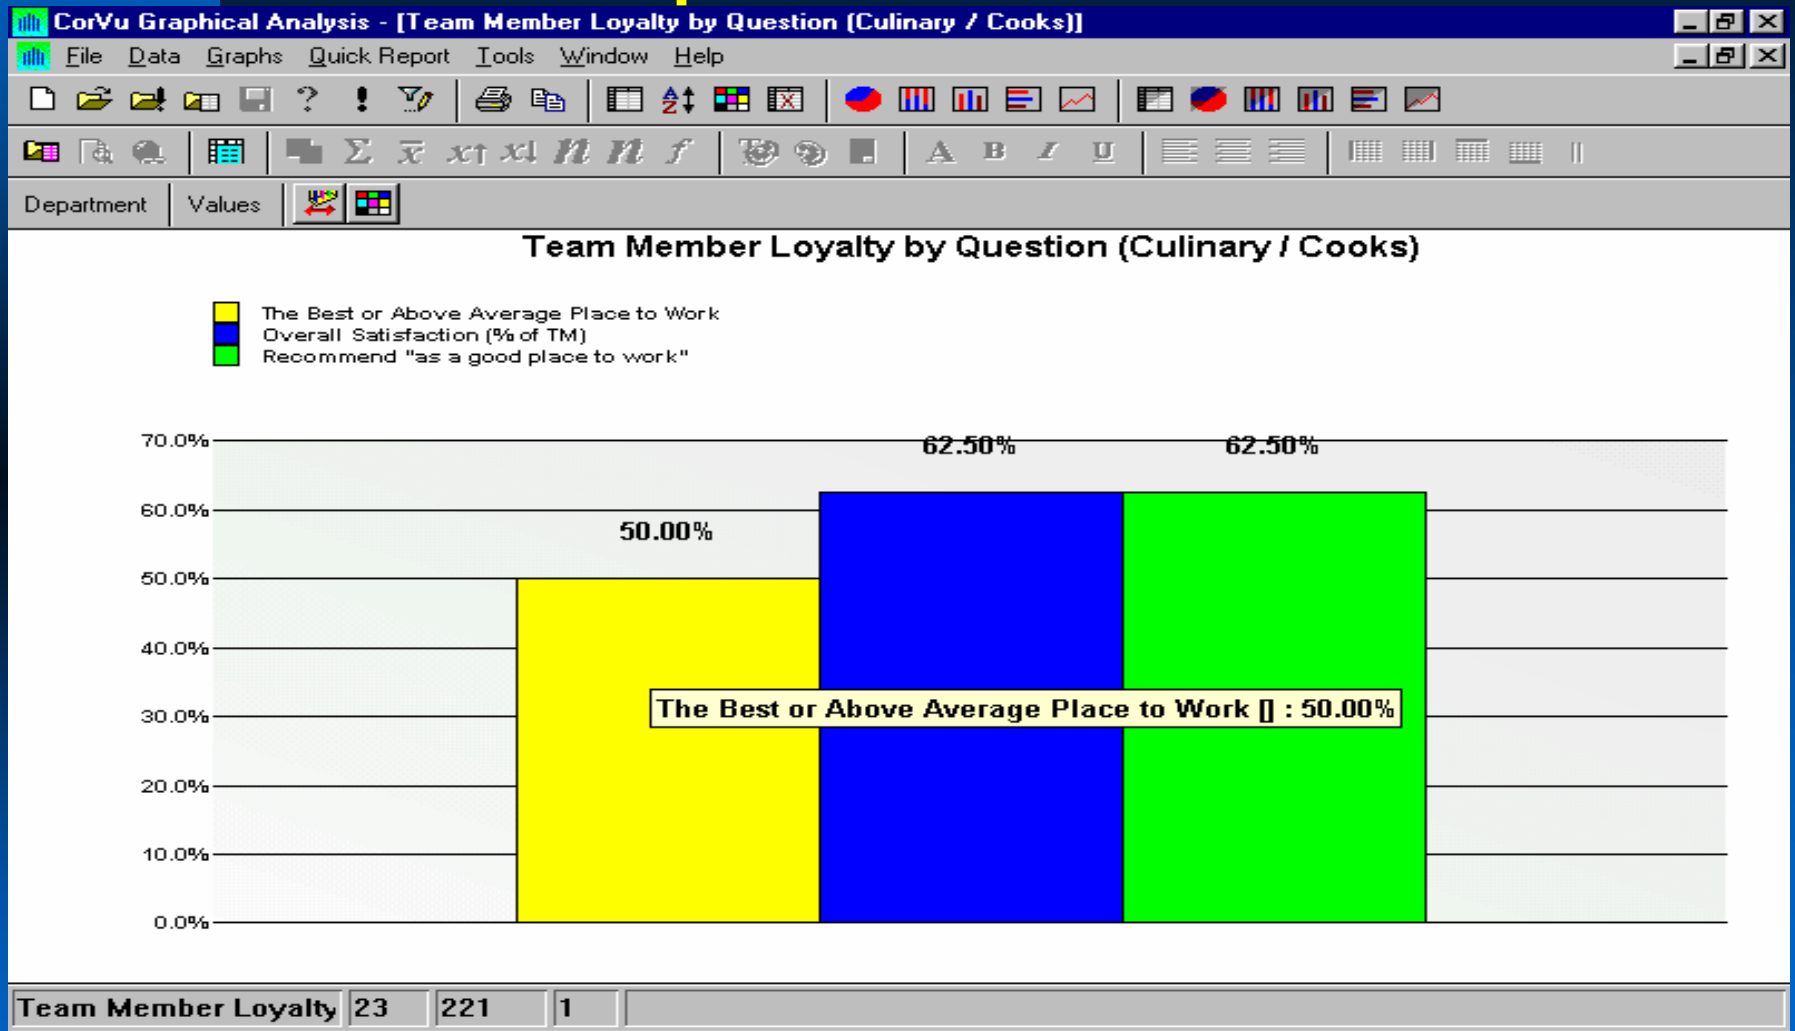 CorVu Graphical Analysis - [Team Member Loyalty by Question (Culinary / Cooks)]
File Data Graphs Quick Report Tools Window Help
Department Values
Team Member Loyalty by Question (Culinary / Cooks)
The Best or Above Average Place to Work
Overall Satisfaction (% of TM)
Recommend "as a good place to work"
70.0%
62.50% 62.50%
60.0%
50.00%
50.0%
40.0%
The Best or Above Average Place to Work [] : 50.00%
30.0%
20.0%
10.0%
0.0%
Team Member Loyalty 23 221 1